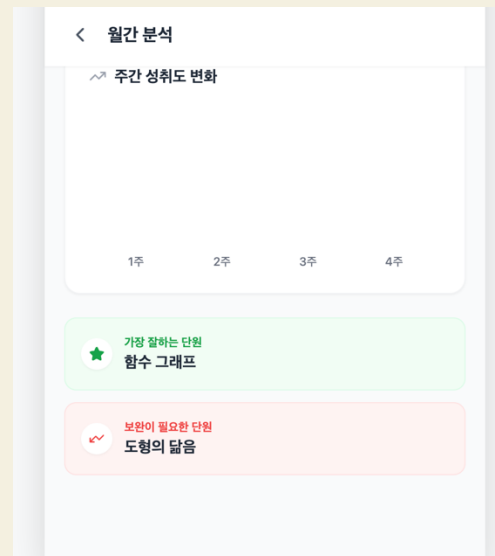 월간 분석
주간 성취도 변화
1주 2주 3주 4주
가장 잘하는 단원
함수 그래프
보완이 필요한 단원
도형의 닮음